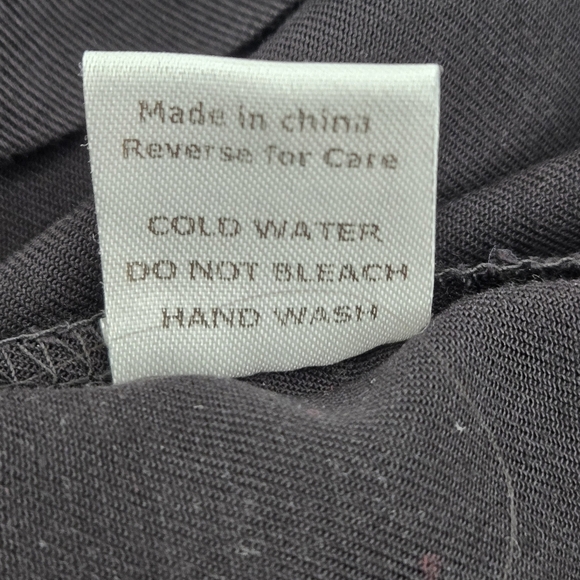 Made in china
Reverse for Care
COLD WATER
DO NOT BLEACH
HAND WASH